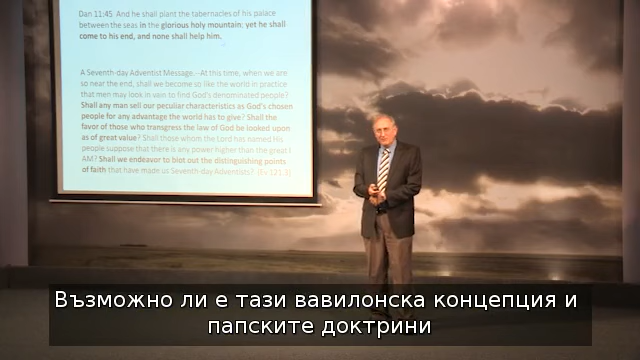 Dan 11:45 And he shall plant the tabernacles of his palace
between the seas in the glorious holy mountain; yet he shall
come to his end, and none shall help him.
A Seventh-day Adventist Message.--At this time, when we are
so near the end, shall we become so like the world in practice
that men may look in vain to find God's denominated people?
Shall any man sell our peculiar characteristics as God's chosen
people for any advantage the world has to give? Shall the
favor of those who transgress the law of God be looked upon
as of great value? Shall those whom the Lord has named His
people suppose that there is any power higher than the great I
AM? Shall we endeavor to blot out the distinguishing points
of faith that have made us Seventh-day Adventists? {Ev 121.3}
Възможно ли е тази вавилонска концепция и
папските доктрини